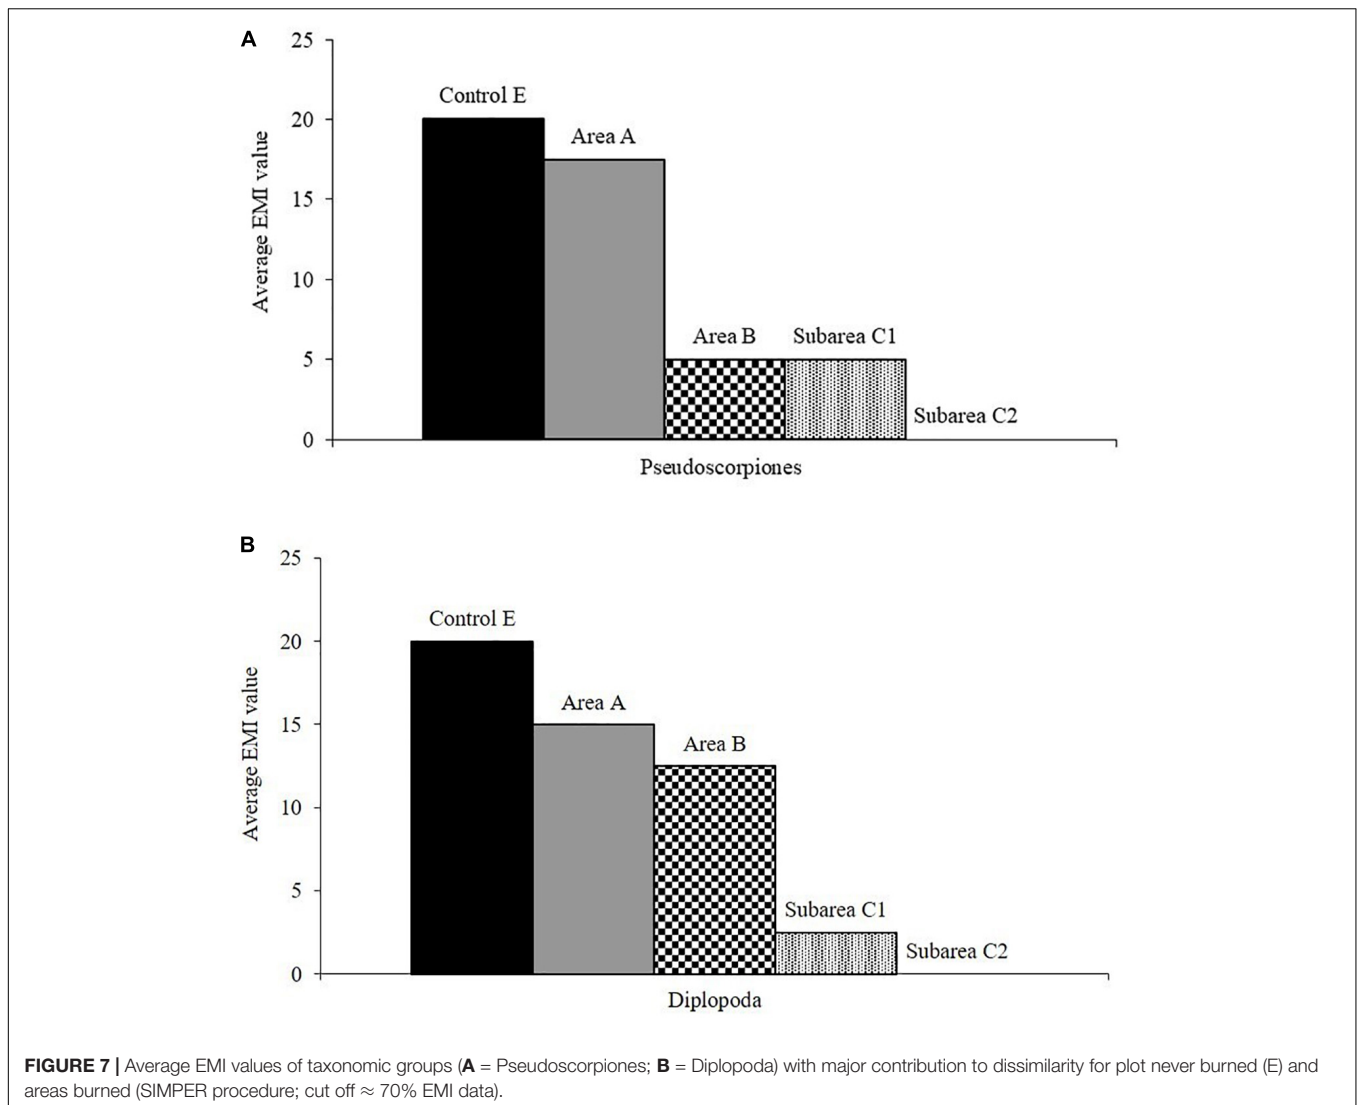 A
25
Control E
20
Area A
15
Average EMI value
10
Area B
Subarea C1
5
Subarea C2
0
Pseudoscorpiones
B
25
Control E
20
Area A
15
Area B
Average EMI value
10
5
Subarea C1
Subarea C2
0
Diplopoda
FIGURE 7 | Average EMI values of taxonomic groups (A = Pseudoscorpiones; B = Diplopoda) with major contribution to dissimilarity for plot never burned (E) and
areas burned (SIMPER procedure; cut off ≈ 70% EMI data).